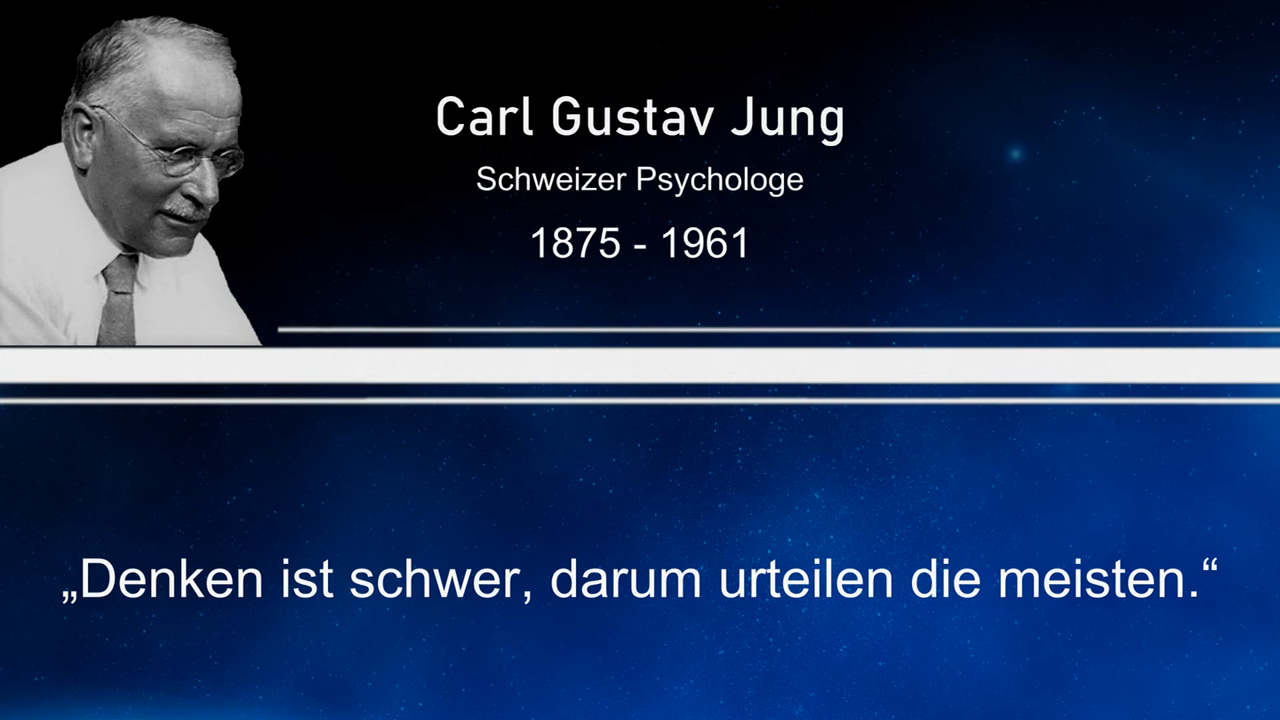 Carl Gustav Jung
Schweizer Psychologe
1875 - 1961
„Denken ist schwer, darum urteilen die meisten.“